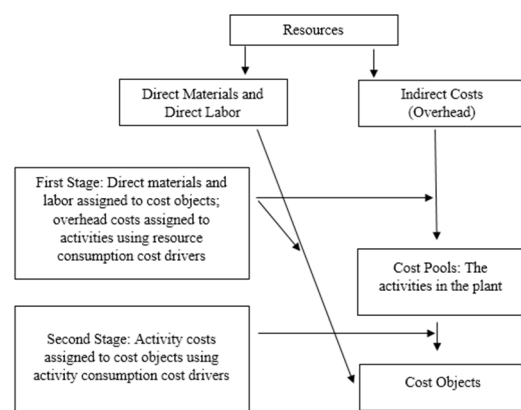 Resources
Direct Materials and
Direct Labor
Indirect Costs
(Overhead)
First Stage: Direct materials and
labor assigned to cost objects;
overhead costs assigned to
activities using resource
consumption cost drivers
Cost Pools: The
activities in the plant
Second Stage: Activity costs
assigned to cost objects using
activity consumption cost drivers
Cost Objects